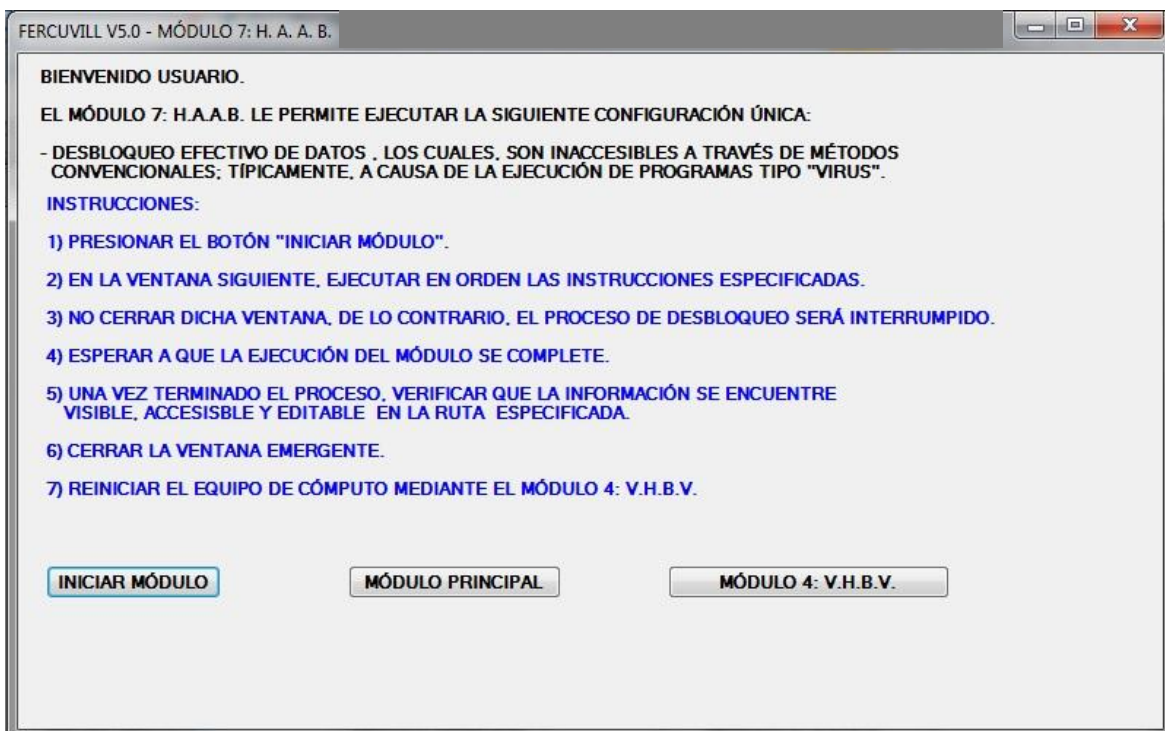 FERCUVILL V5.0 - MÓDULO 7: H. A. A. B.
BIENVENIDO USUARIO.
EL MÓDULO 7: H.A.A.B. LE PERMITE EJECUTAR LA SIGUIENTE CONFIGURACIÓN ÚNICA:
- DESBLOQUEO EFECTIVO DE DATOS , LOS CUALES, SON INACCESIBLES A TRAVÉS DE MÉTODOS
CONVENCIONALES; TÍPICAMENTE, A CAUSA DE LA EJECUCIÓN DE PROGRAMAS TIPO "VIRUS".
INSTRUCCIONES:
1) PRESIONAR EL BOTÓN "INICIAR MÓDULO".
2) EN LA VENTANA SIGUIENTE, EJECUTAR EN ORDEN LAS INSTRUCCIONES ESPECIFICADAS.
3) NO CERRAR DICHA VENTANA, DE LO CONTRARIO, EL PROCESO DE DESBLOQUEO SERÁ INTERRUMPIDO.
4) ESPERAR A QUE LA EJECUCIÓN DEL MÓDULO SE COMPLETE.
5) UNA VEZ TERMINADO EL PROCESO, VERIFICAR QUE LA INFORMACIÓN SE ENCUENTRE
VISIBLE, ACCESISBLE Y EDITABLE EN LA RUTA ESPECIFICADA.
6) CERRAR LA VENTANA EMERGENTE.
7) REINICIAR EL EQUIPO DE CÓMPUTO MEDIANTE EL MÓDULO 4: V.H.B.V.
INICIAR MÓDULO
MÓDULO PRINCIPAL
MÓDULO 4: V.H.B.V.